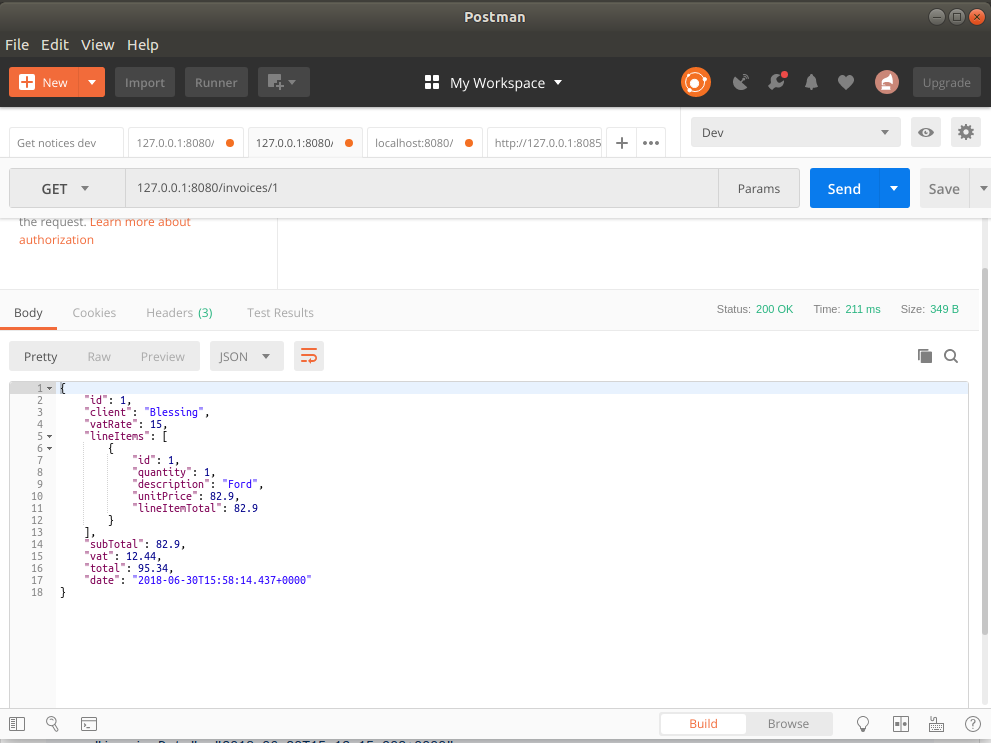 Postman
File Edit View Help
New Import Runner My Workspace Upgrade
Get notices dev 127.0.0.1:8080/ 127.0.0.1:8080/ localhost:8080/ http://127.0.0.1:8085 Dev
GET 127.0.0.1:8080/invoices/1 Params Send Save
the request. Learn more about
authorization
Body Cookies Headers (3) Test Results Status: 200 OK Time: 211 ms Size: 349 B
Pretty Raw Preview JSON
1 {
2 "id": 1,
3 "client": "Blessing",
4 "vatRate": 15,
5 "lineItems": [
6 {
7 "id": 1,
8 "quantity": 1,
9 "description": "Ford",
10 "unitPrice": 82.9,
11 "lineItemTotal": 82.9
12 }
13 ],
14 "subTotal": 82.9,
15 "vat": 12.44,
16 "total": 95.34,
17 "date": "2018-06-30T15:58:14.437+0000"
18 }
Build Browse